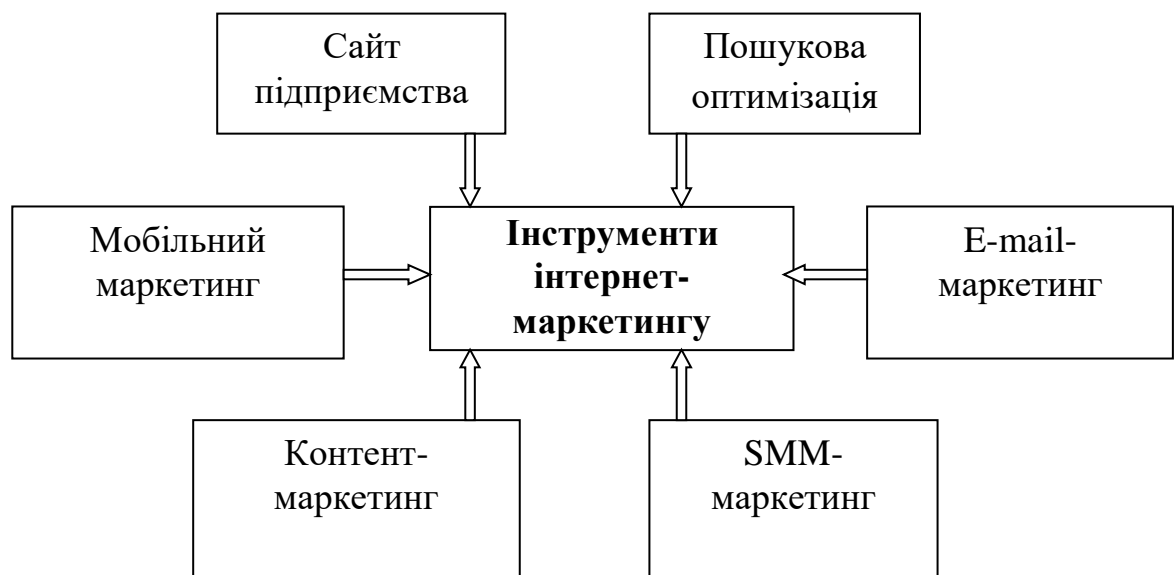 Сайт
підприємства
Пошукова
оптимізація
Мобільний
маркетинг
Інструменти
інтернет-
маркетингу
E-mail-
маркетинг
Контент-
маркетинг
SMM-
маркетинг